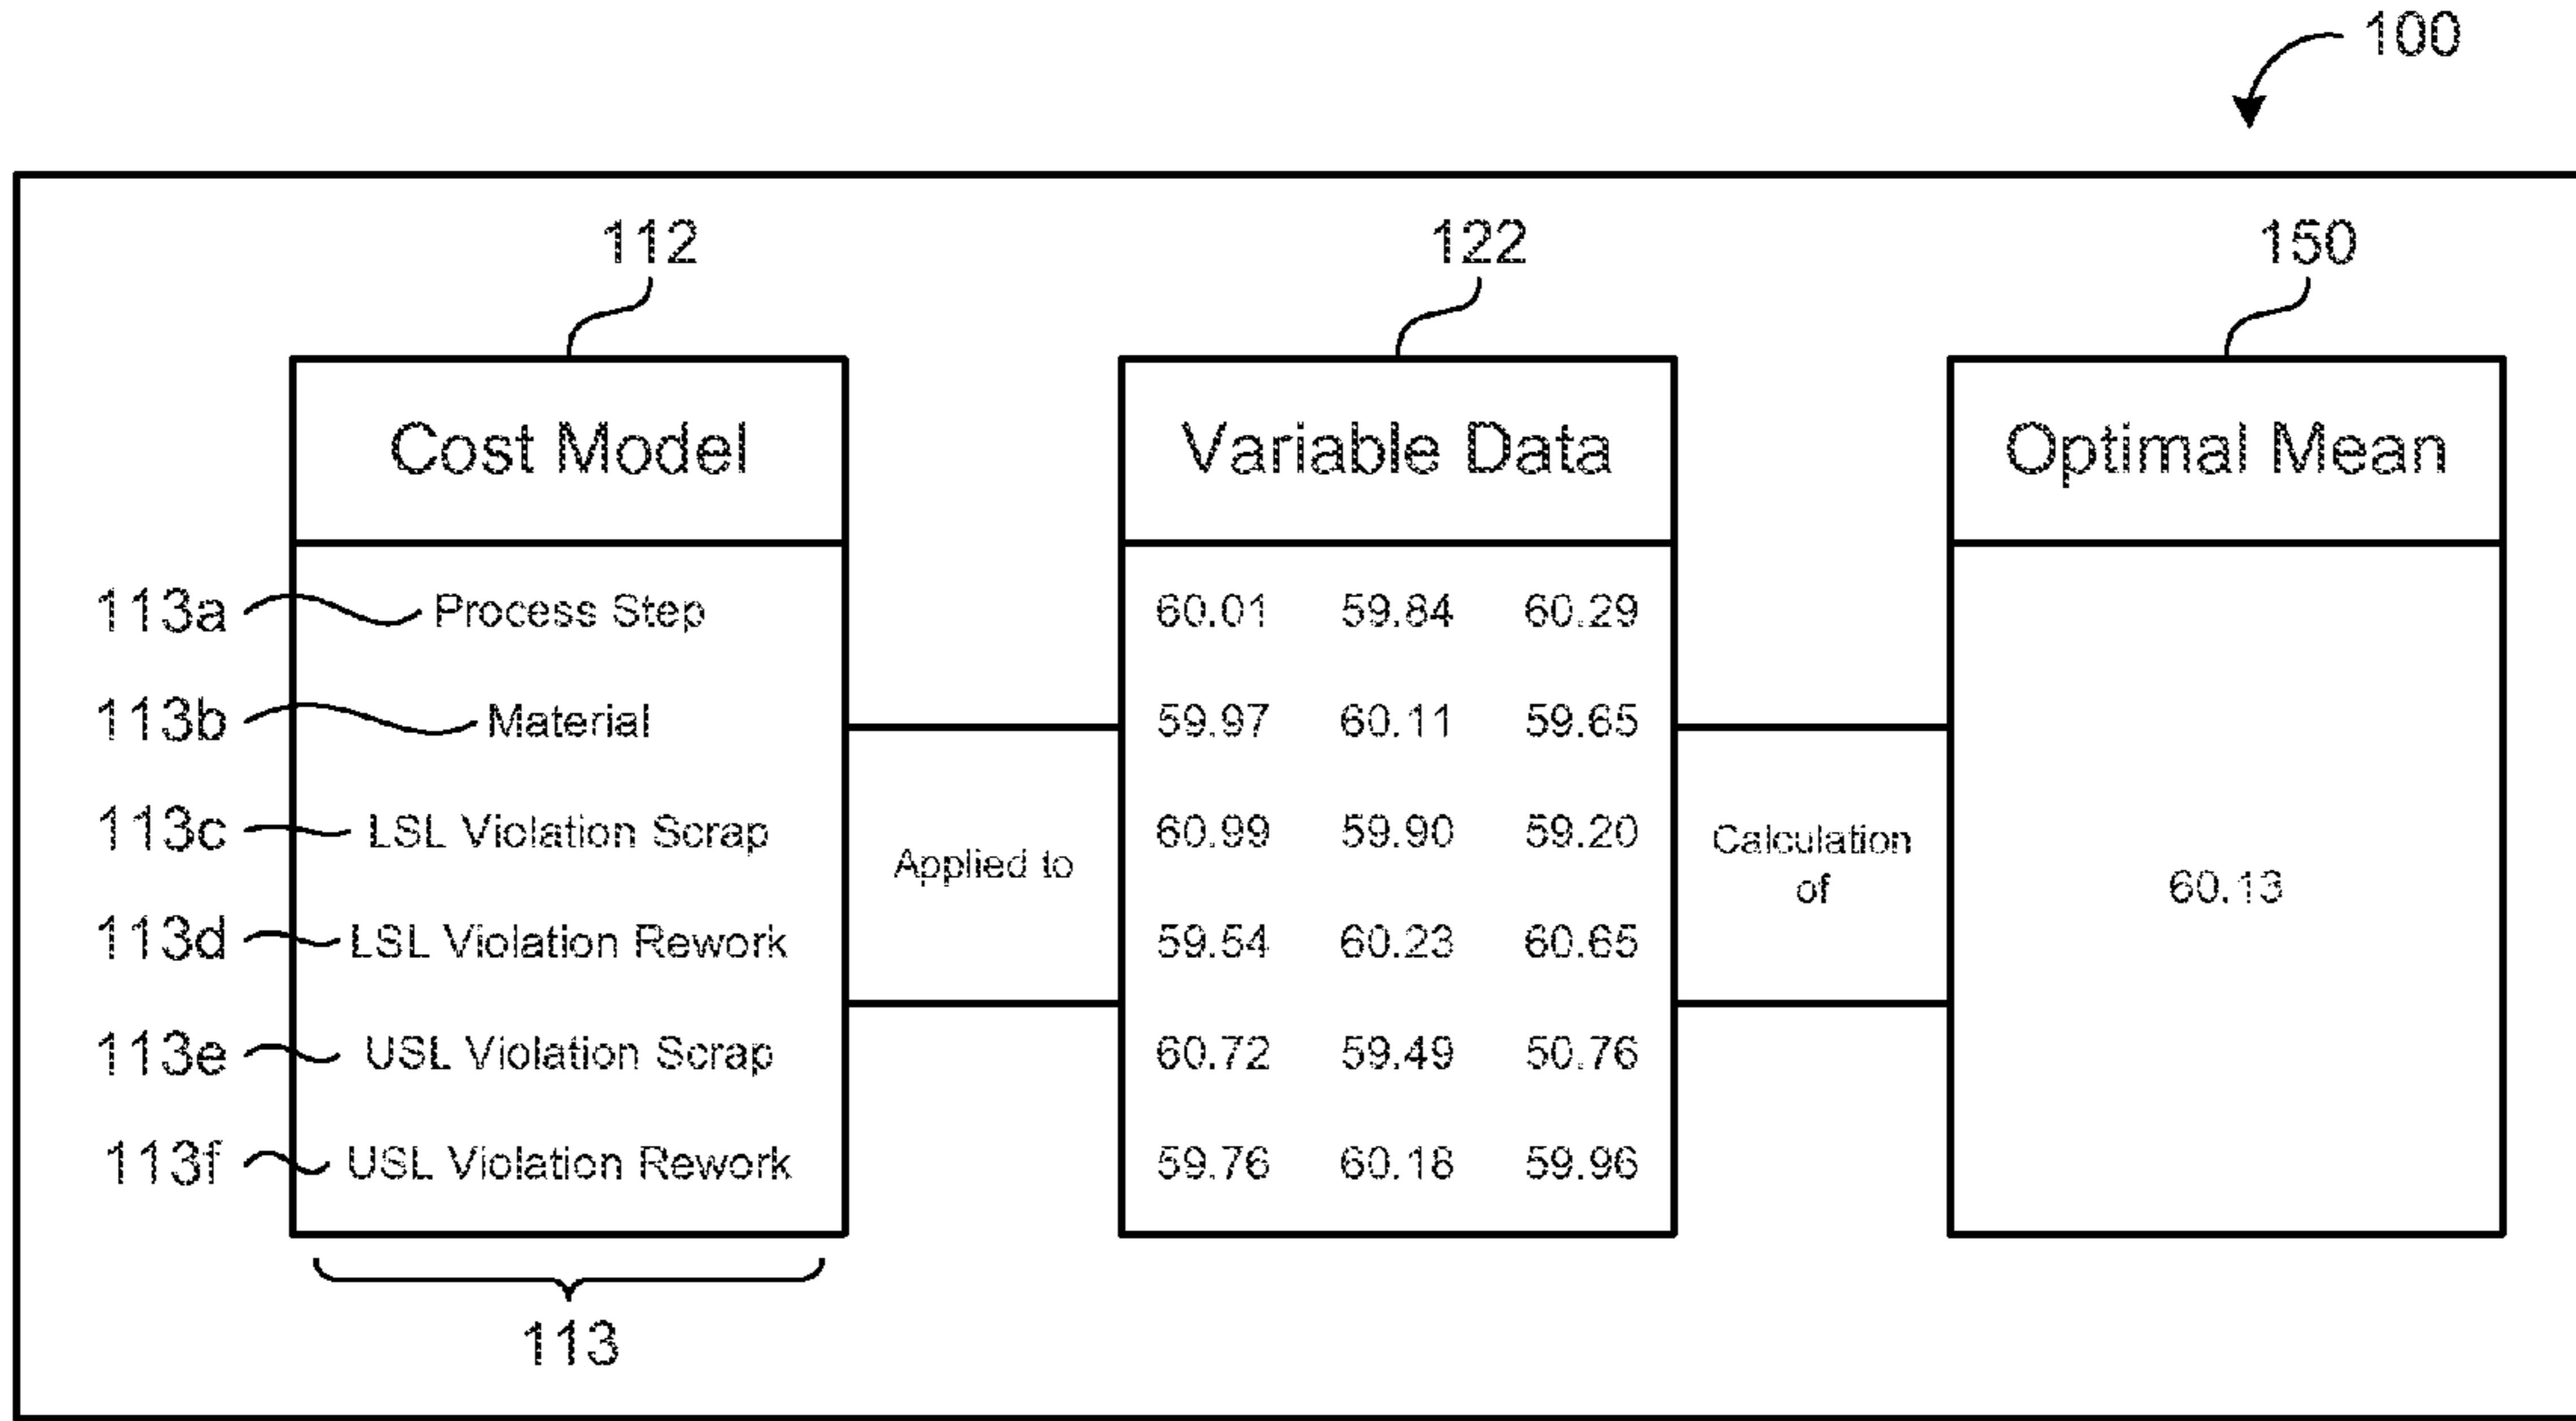 100
112
122
150
Cost Model
Variable Data
Optimal Mean
113a Process Step
60.01 59.84 60.29
113b Material
59.97 60.11 59.65
113c LSL Violation Scrap
60.99 59.90 59.20
Applied to
Calculation
of
60.13
113d LSL Violation Rework
59.54 60.23 60.65
113e USL Violation Scrap
60.72 59.49 50.76
113f USL Violation Rework
59.76 60.18 59.96
113